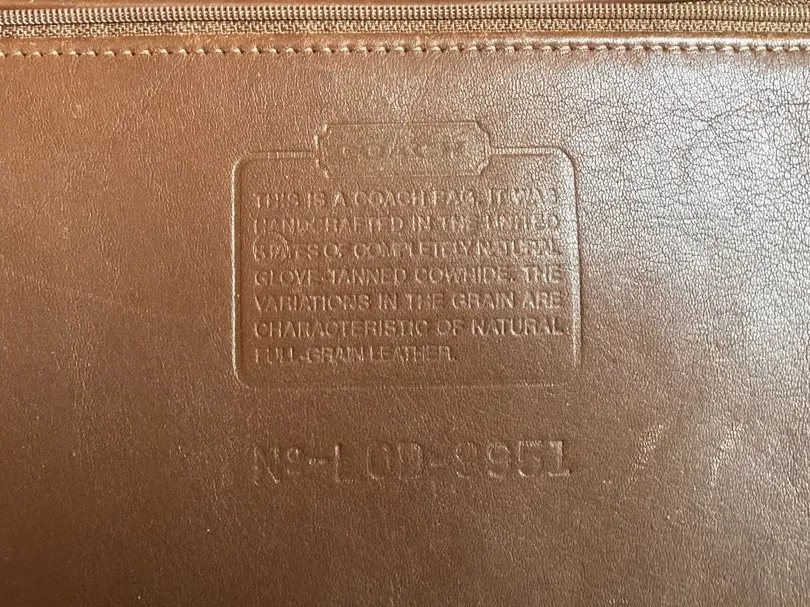 COACH
THIS IS A COACH BAG. IT WAS
HANDCRAFTED IN THE UNITED
STATES OF COMPLETELY NATURAL
GLOVE-TANNED COWHIDE. THE
VARIATIONS IN THE GRAIN ARE
CHARACTERISTIC OF NATURAL
FULL-GRAIN LEATHER.